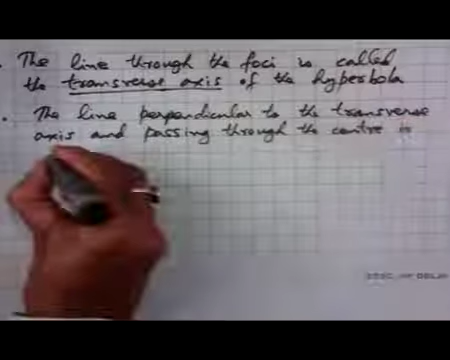 . The line through the foci is called
the transverse axis of the hyperbola
. The line perpendicular to the transverse
axis and passing through the centre is